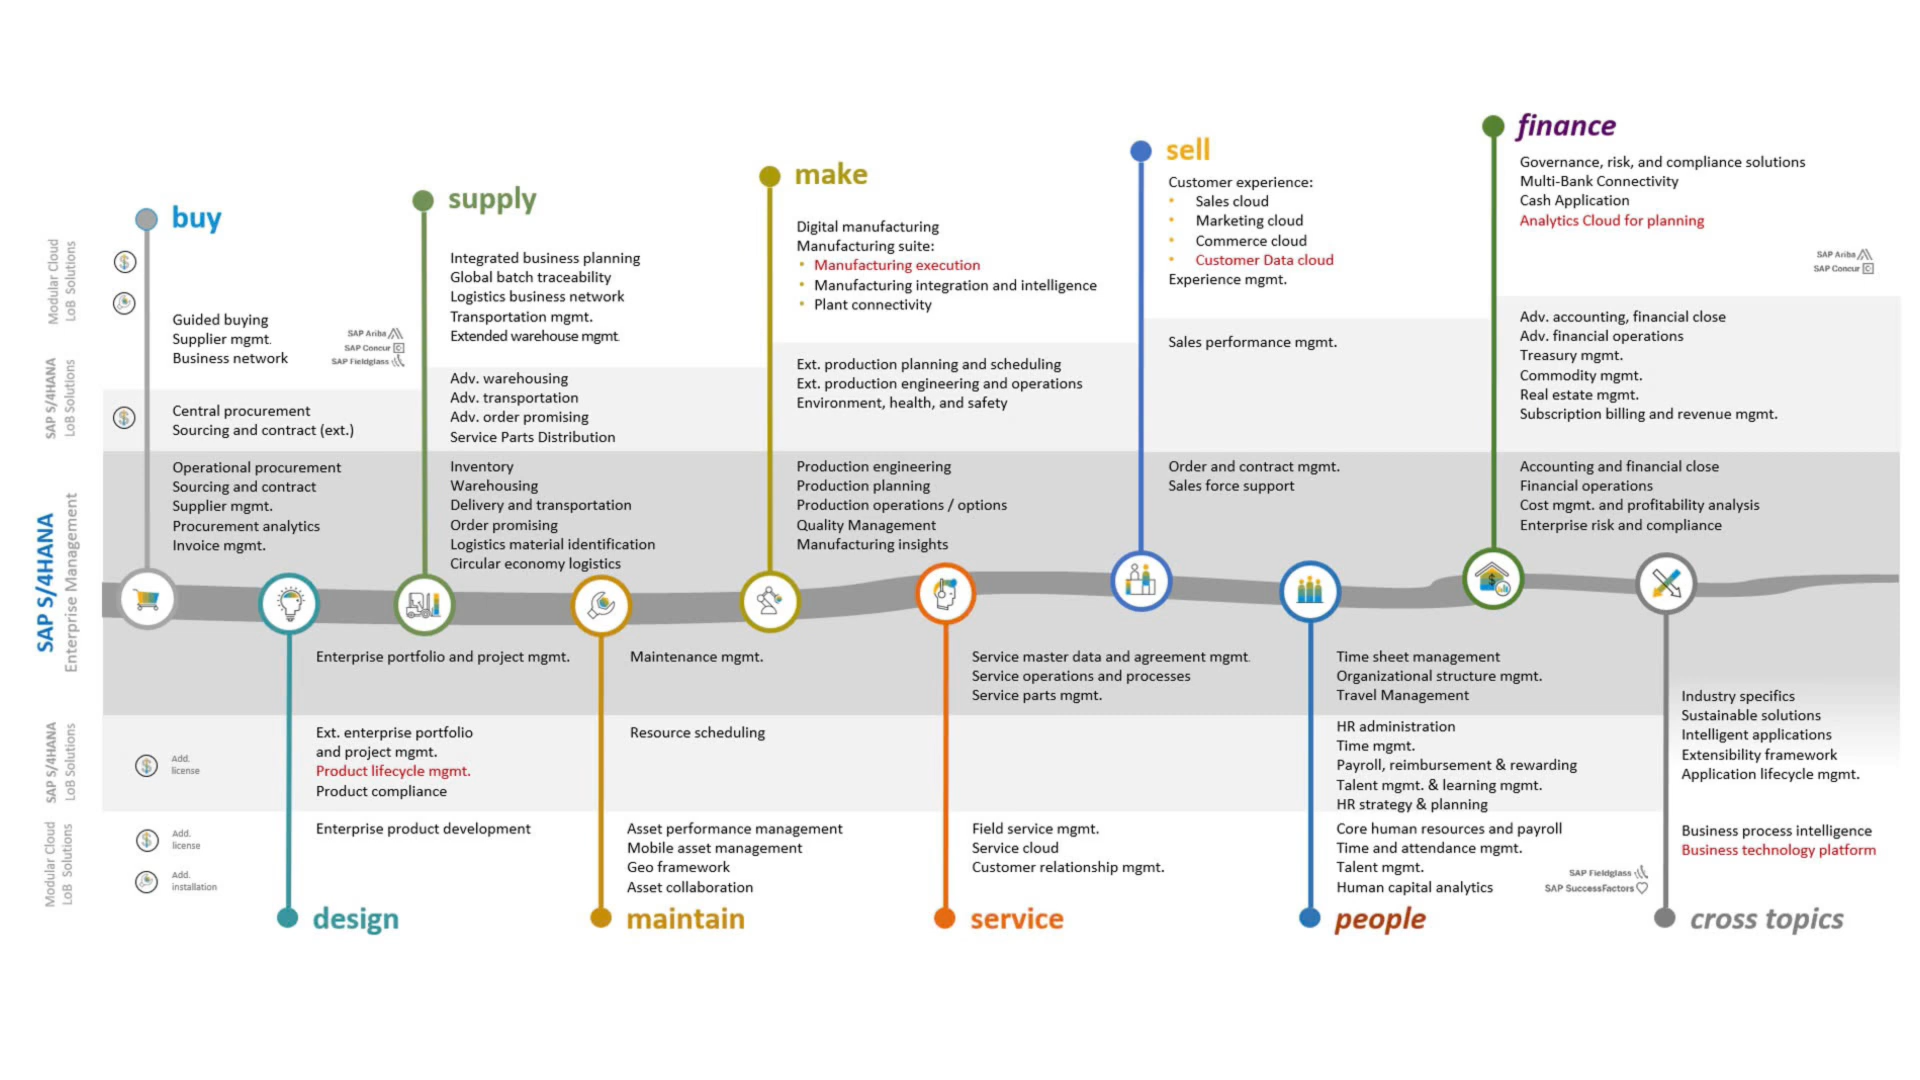 finance
Governance, risk, and compliance solutions
Multi-Bank Connectivity
Cash Application
Analytics Cloud for planning
SAP Ariba
SAP Concur
Adv. accounting, financial close
Adv. financial operations
Treasury mgmt.
Commodity mgmt.
Real estate mgmt.
Subscription billing and revenue mgmt.
Accounting and financial close
Financial operations
Cost mgmt. and profitability analysis
Enterprise risk and compliance
sell
Customer experience:
• Sales cloud
• Marketing cloud
• Commerce cloud
• Customer Data cloud
Experience mgmt.
Sales performance mgmt.
Order and contract mgmt.
Sales force support
make
Digital manufacturing
Manufacturing suite:
• Manufacturing execution
• Manufacturing integration and intelligence
• Plant connectivity
Ext. production planning and scheduling
Ext. production engineering and operations
Environment, health, and safety
Production engineering
Production planning
Production operations / options
Quality Management
Manufacturing insights
supply
Integrated business planning
Global batch traceability
Logistics business network
Transportation mgmt.
Extended warehouse mgmt.
Adv. warehousing
Adv. transportation
Adv. order promising
Service Parts Distribution
Inventory
Warehousing
Delivery and transportation
Order promising
Logistics material identification
Circular economy logistics
buy
Guided buying
Supplier mgmt.
Business network
SAP Ariba
SAP Concur
SAP Fieldglass
Central procurement
Sourcing and contract (ext.)
Operational procurement
Sourcing and contract
Supplier mgmt.
Procurement analytics
Invoice mgmt.
Modular Cloud
LoB Solutions
SAP S/4HANA
LoB Solutions
SAP S/4HANA
Enterprise Management
SAP S/4HANA
LoB Solutions
Modular Cloud
LoB Solutions
Add.
license
Add.
license
Add.
installation
Enterprise portfolio and project mgmt.
Ext. enterprise portfolio
and project mgmt.
Product lifecycle mgmt.
Product compliance
Enterprise product development
design
Maintenance mgmt.
Resource scheduling
Asset performance management
Mobile asset management
Geo framework
Asset collaboration
maintain
Service master data and agreement mgmt.
Service operations and processes
Service parts mgmt.
Field service mgmt.
Service cloud
Customer relationship mgmt.
service
Time sheet management
Organizational structure mgmt.
Travel Management
HR administration
Time mgmt.
Payroll, reimbursement & rewarding
Talent mgmt. & learning mgmt.
HR strategy & planning
Core human resources and payroll
Time and attendance mgmt.
Talent mgmt.
Human capital analytics
SAP Fieldglass
SAP SuccessFactors
people
Industry specifics
Sustainable solutions
Intelligent applications
Extensibility framework
Application lifecycle mgmt.
Business process intelligence
Business technology platform
cross topics